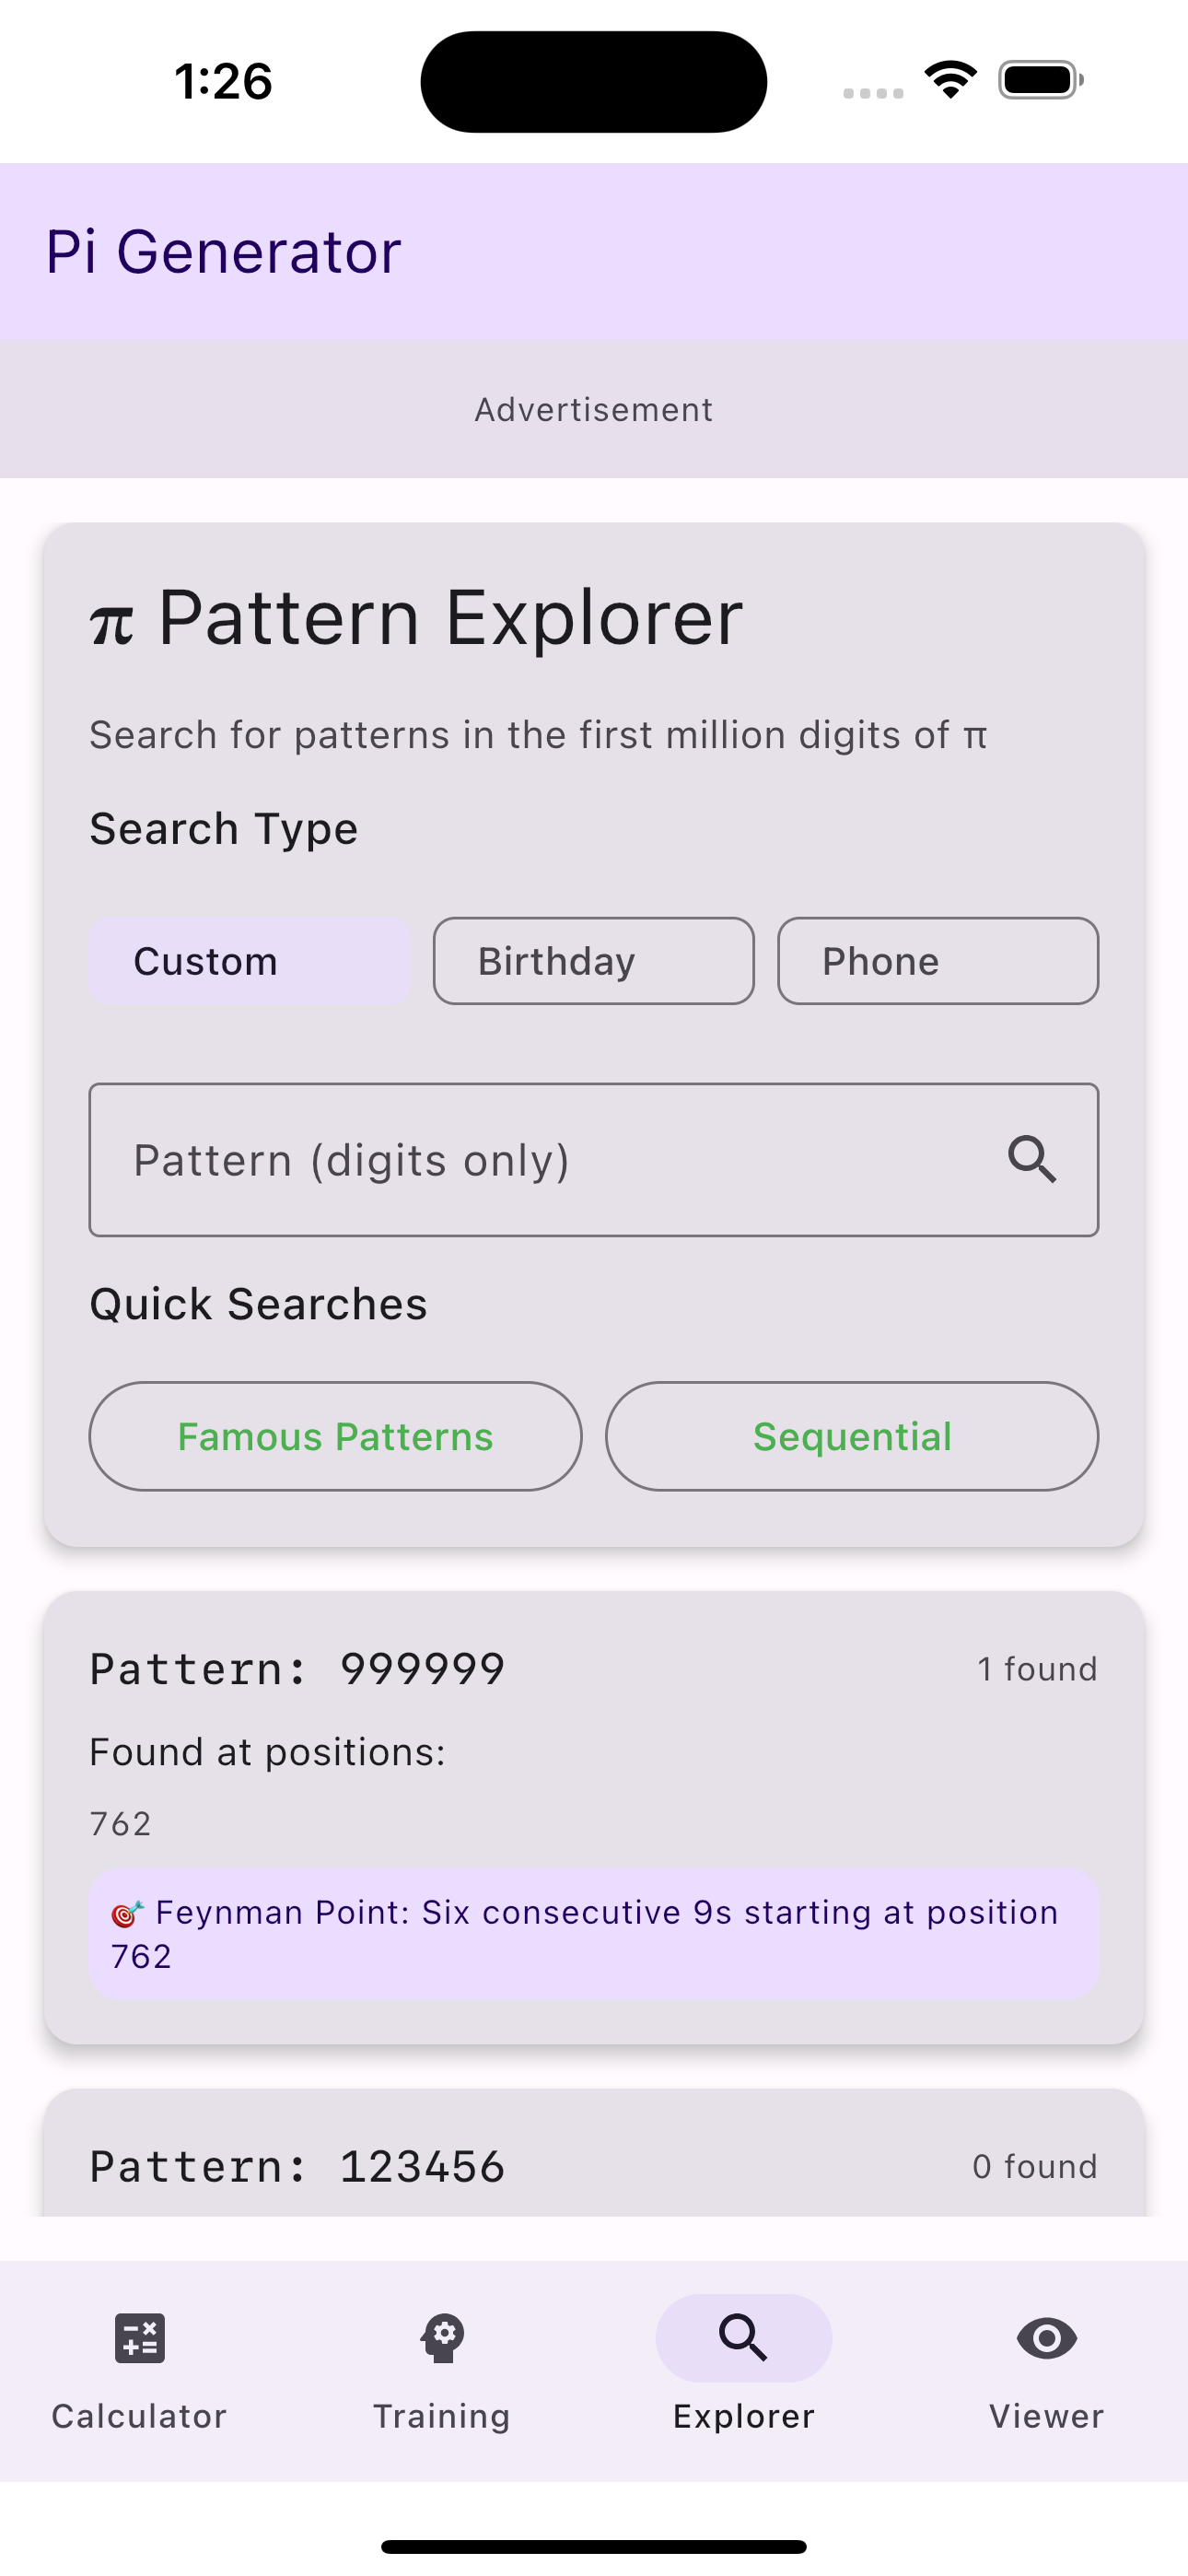 1:26
Pi Generator
Advertisement
π Pattern Explorer
Search for patterns in the first million digits of π
Search Type
Custom
Birthday
Phone
Pattern (digits only)
Quick Searches
Famous Patterns
Sequential
Pattern: 999999
1 found
Found at positions:
762
🎯 Feynman Point: Six consecutive 9s starting at position
762
Pattern: 123456
0 found
Calculator
Training
Explorer
Viewer